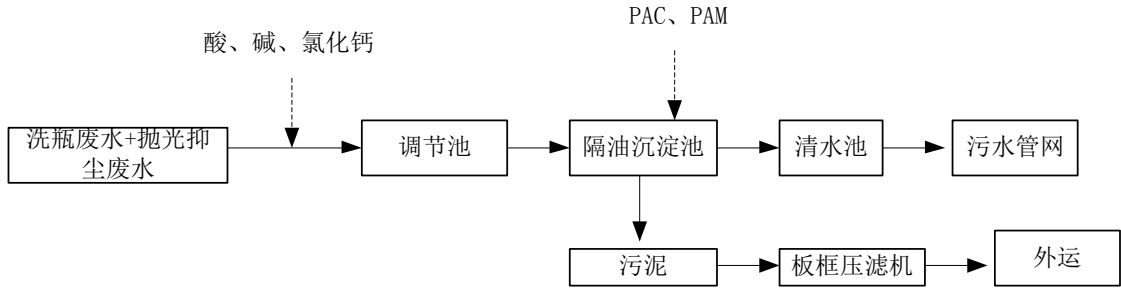 PAC、PAM
酸、碱、氯化钙
洗瓶废水+抛光抑
尘废水
调节池
隔油沉淀池
清水池
污水管网
污泥
板框压滤机
外运